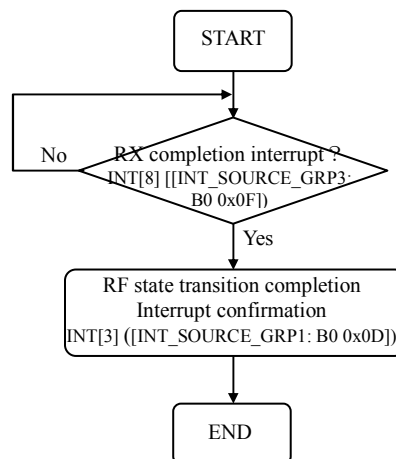 START
RX completion interrupt ?
INT[8] [[INT_SOURCE_GRP3:
B0 0x0F])
No
Yes
RF state transition completion
Interrupt confirmation
INT[3] ([INT_SOURCE_GRP1: B0 0x0D])
END